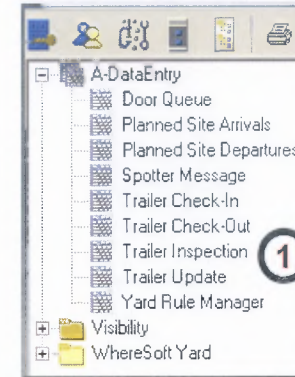 A-DataEntry
Door Queue
Planned Site Arrivals
Planned Site Departures
Spotter Message
Trailer Check-In
Trailer Check-Out
Trailer Inspection
1
Trailer Update
Yard Rule Manager
Visibility
WhereSoft Yard